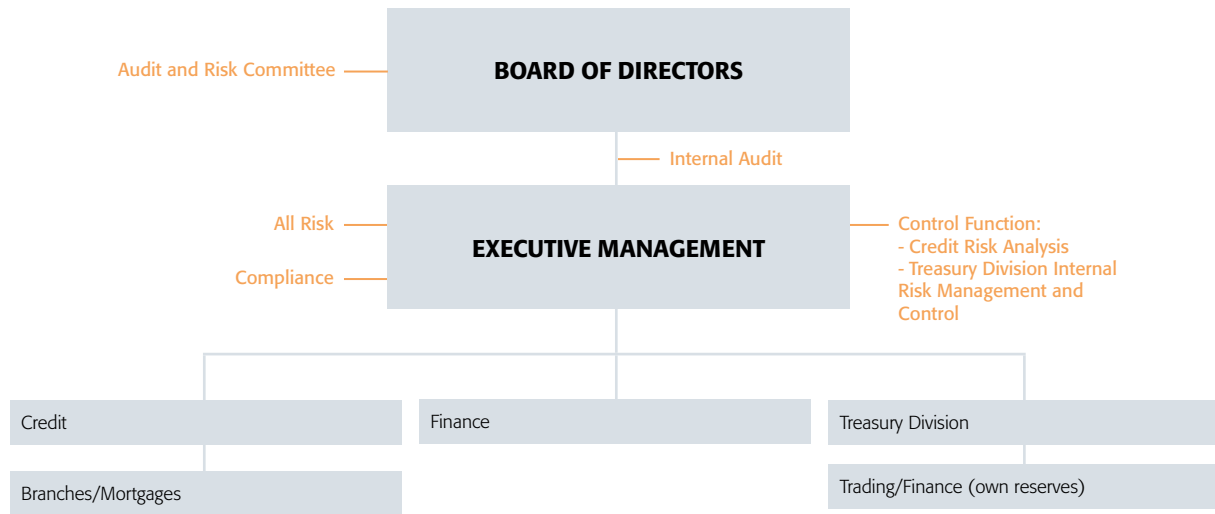 Audit and Risk Committee
BOARD OF DIRECTORS
Internal Audit
All Risk
Compliance
EXECUTIVE MANAGEMENT
Control Function:
- Credit Risk Analysis
- Treasury Division Internal
Risk Management and
Control
Credit
Finance
Treasury Division
Branches/Mortgages
Trading/Finance (own reserves)